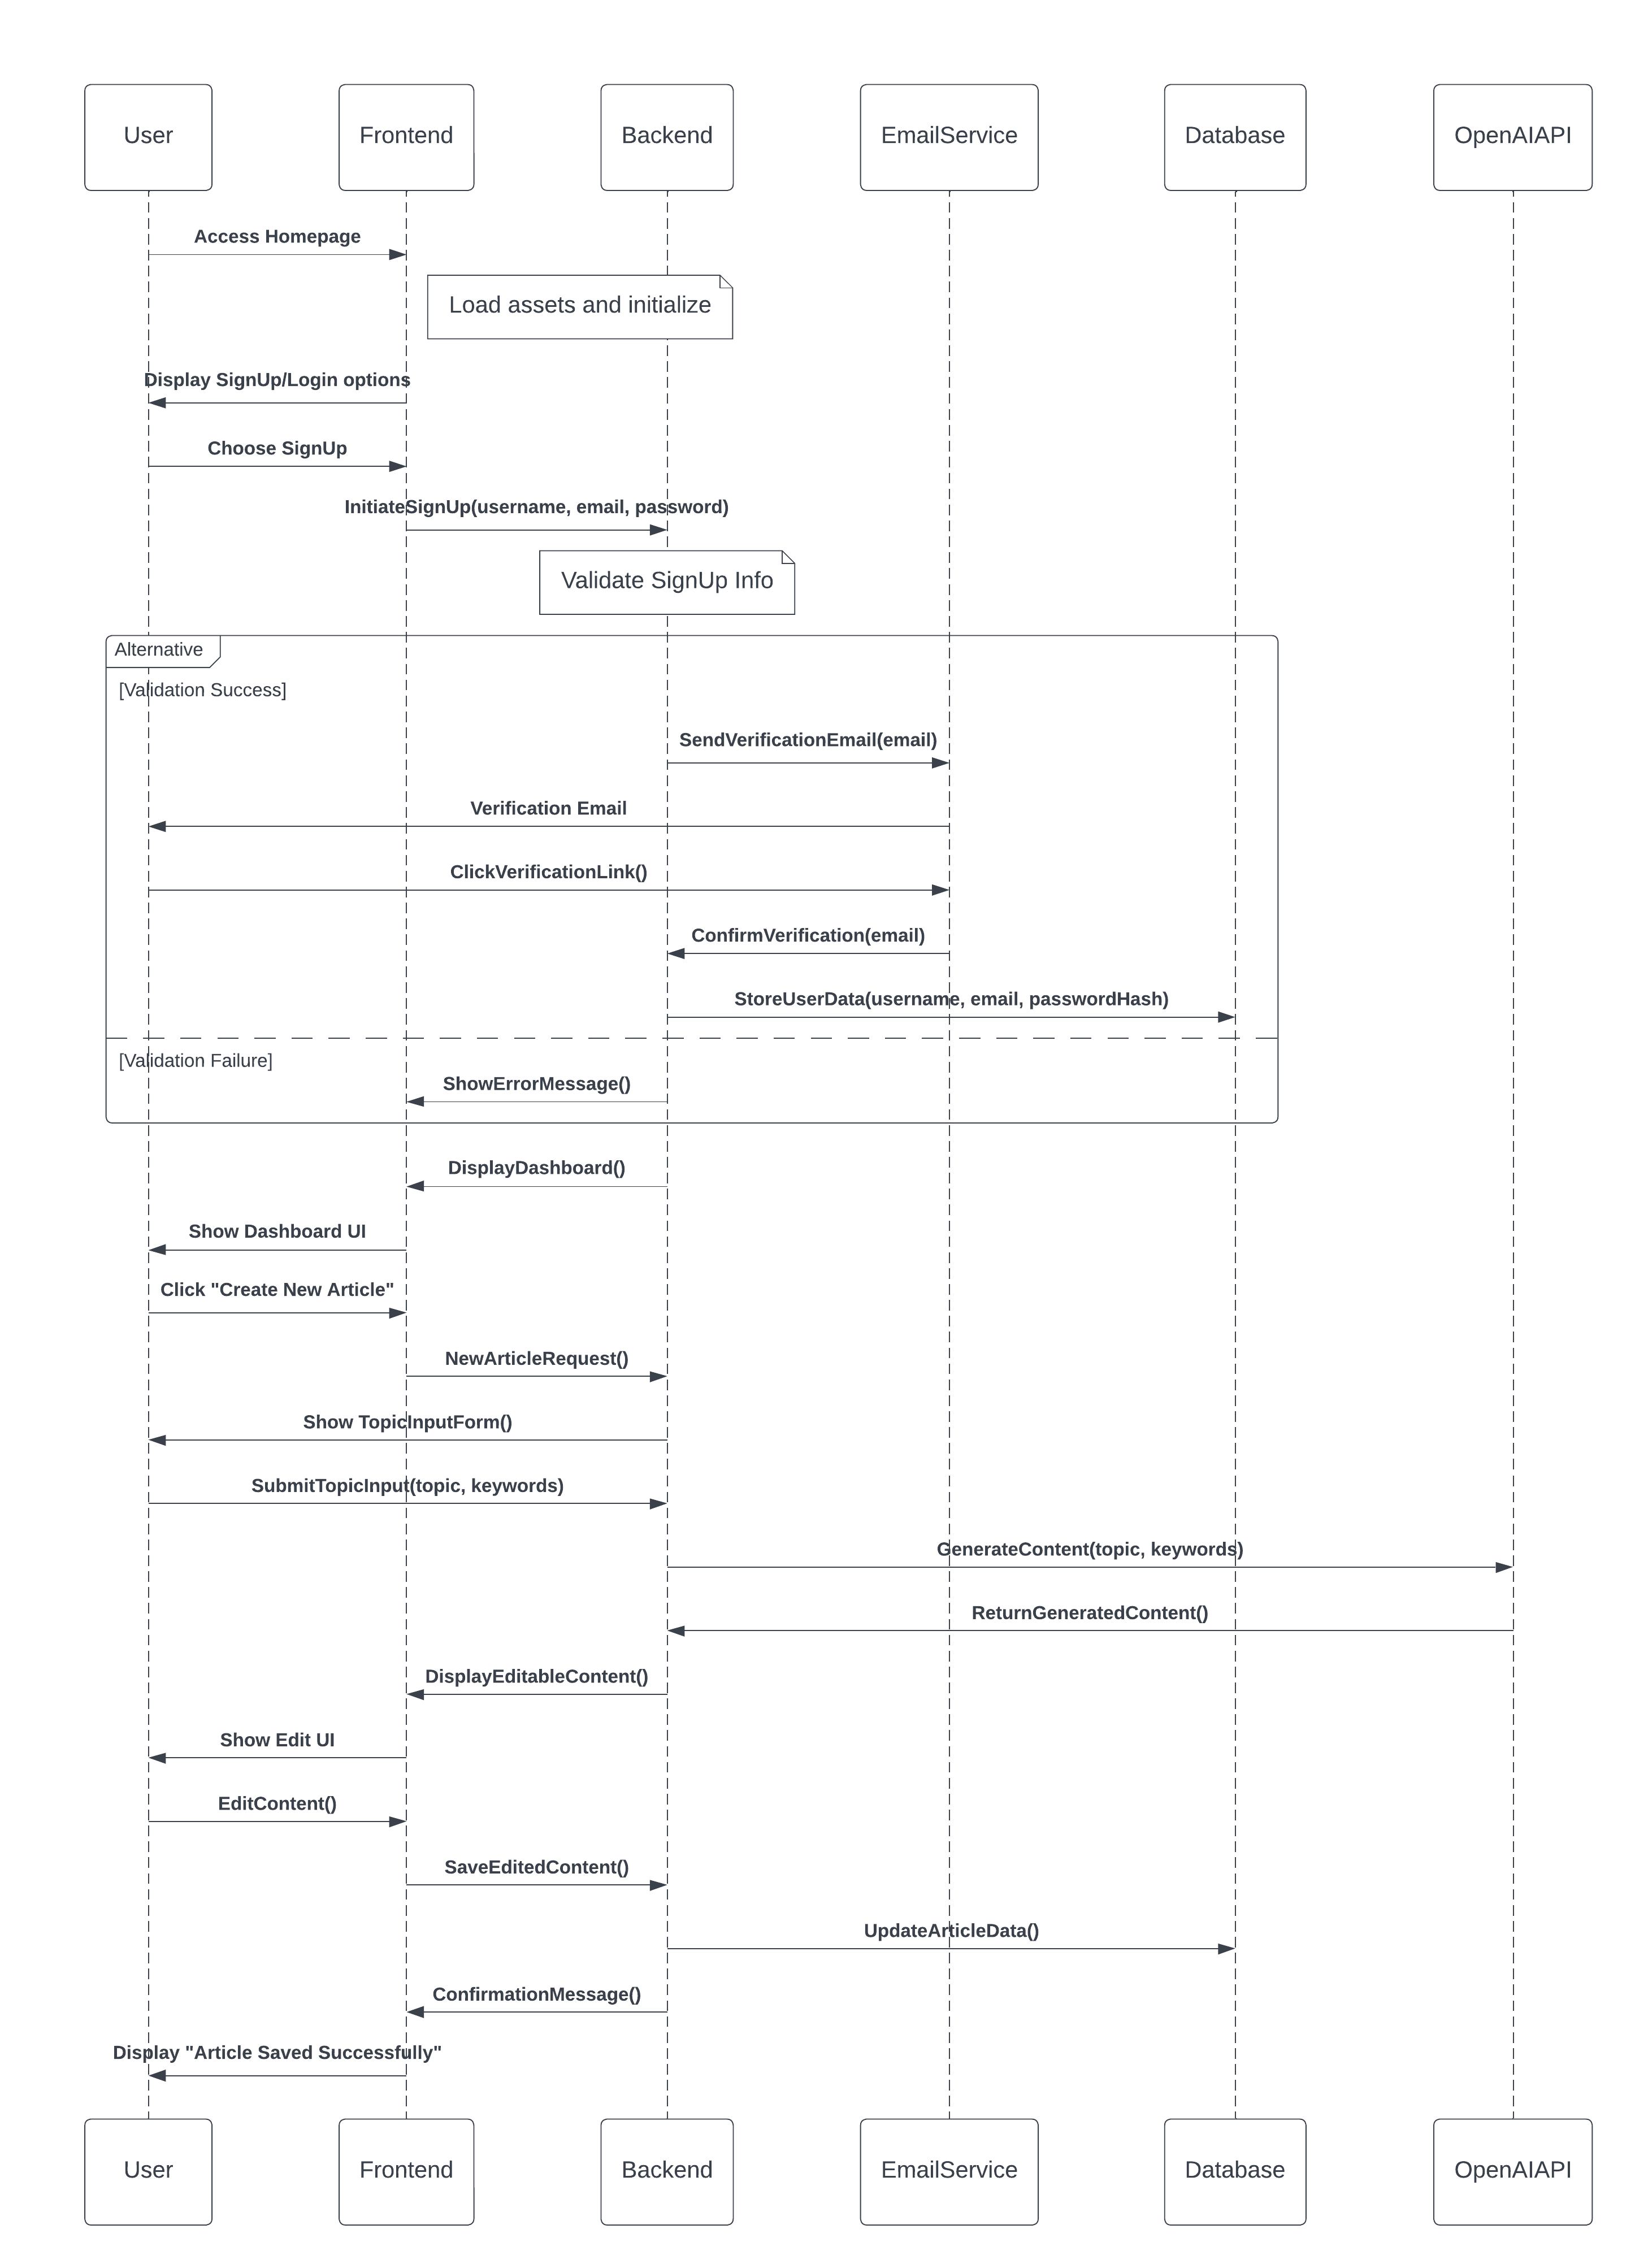 User
Frontend
Backend
EmailService
Database
OpenAIAPI
Access Homepage
Load assets and initialize
Display SignUp/Login options
Choose SignUp
InitiateSignUp(username, email, password)
Validate SignUp Info
Alternative
[Validation Success]
SendVerificationEmail(email)
Verification Email
ClickVerificationLink()
ConfirmVerification(email)
StoreUserData(username, email, passwordHash)
[Validation Failure]
ShowErrorMessage()
DisplayDashboard()
Show Dashboard UI
Click "Create New Article"
NewArticleRequest()
Show TopicInputForm()
SubmitTopicInput(topic, keywords)
GenerateContent(topic, keywords)
ReturnGeneratedContent()
DisplayEditableContent()
Show Edit UI
EditContent()
SaveEditedContent()
UpdateArticleData()
ConfirmationMessage()
Display "Article Saved Successfully"
User
Frontend
Backend
EmailService
Database
OpenAIAPI